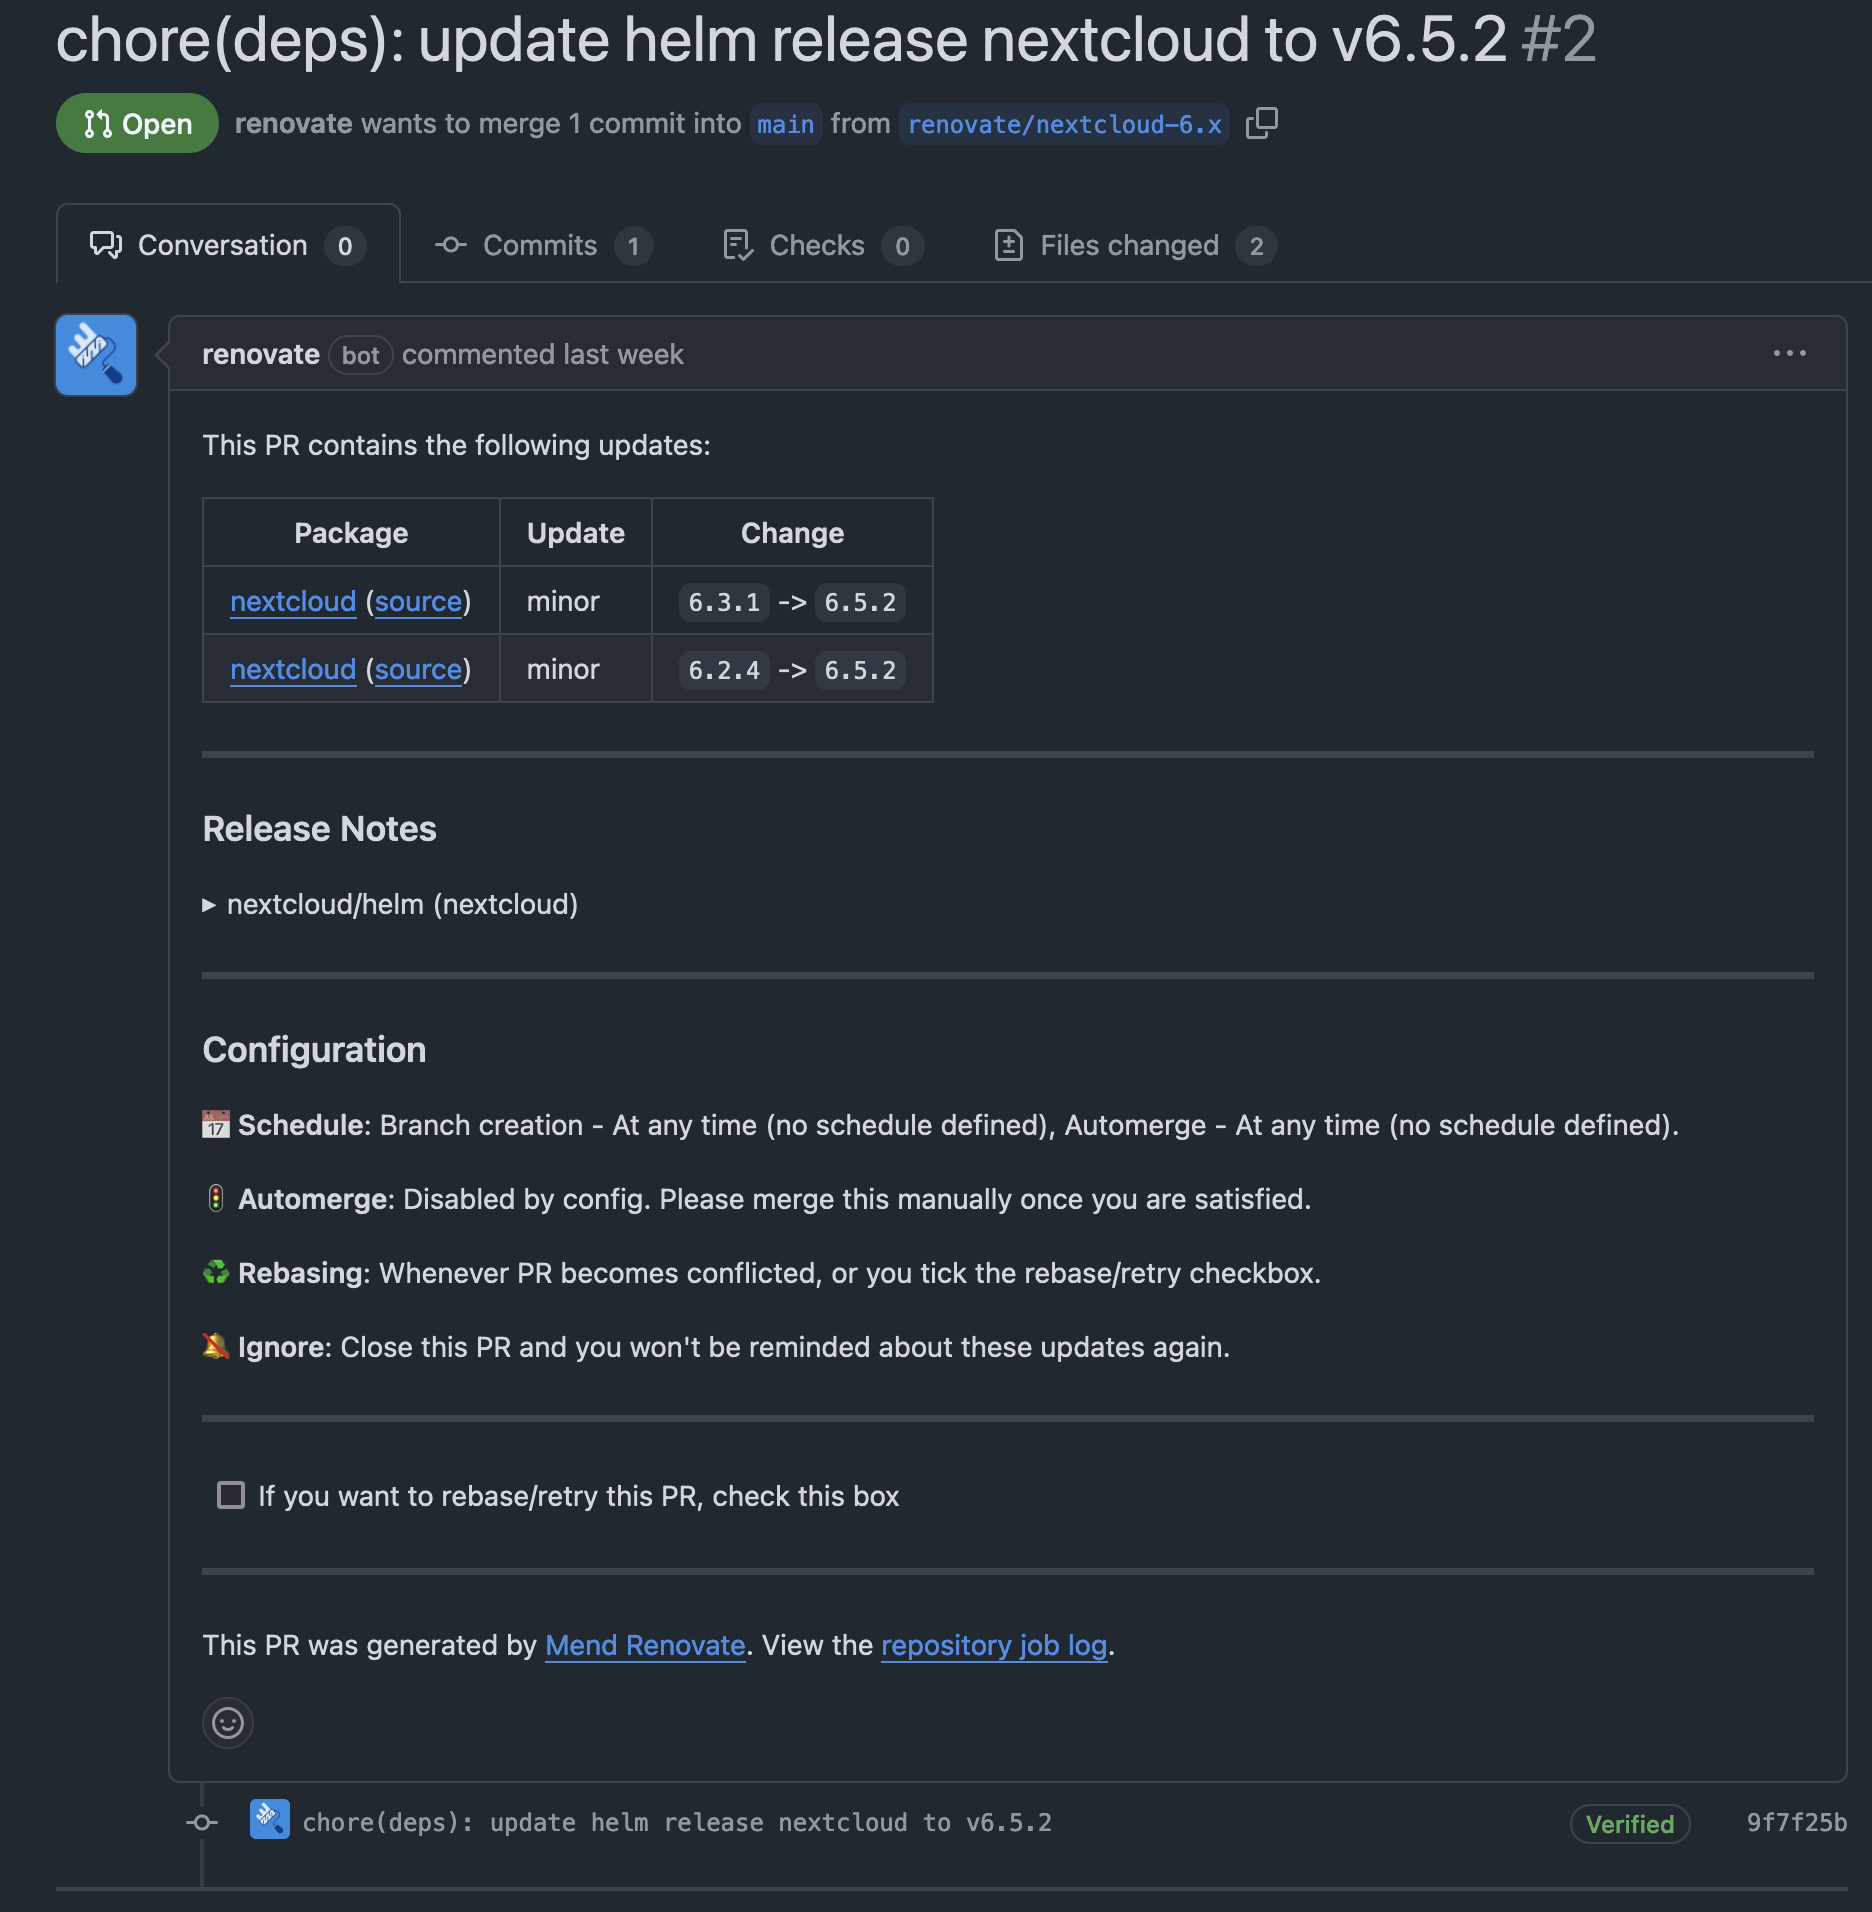 chore(deps): update helm release nextcloud to v6.5.2 #2
Open renovate wants to merge 1 commit into main from renovate/nextcloud-6.x
Conversation 0 Commits 1 Checks 0 Files changed 2
renovate bot commented last week
This PR contains the following updates:
Package Update Change
nextcloud (source) minor 6.3.1 -> 6.5.2
nextcloud (source) minor 6.2.4 -> 6.5.2
Release Notes
▶ nextcloud/helm (nextcloud)
Configuration
📅 Schedule: Branch creation - At any time (no schedule defined), Automerge - At any time (no schedule defined).
🚦 Automerge: Disabled by config. Please merge this manually once you are satisfied.
♻ Rebasing: Whenever PR becomes conflicted, or you tick the rebase/retry checkbox.
🔕 Ignore: Close this PR and you won't be reminded about these updates again.
If you want to rebase/retry this PR, check this box
This PR was generated by Mend Renovate. View the repository job log.
chore(deps): update helm release nextcloud to v6.5.2 Verified 9f7f25b